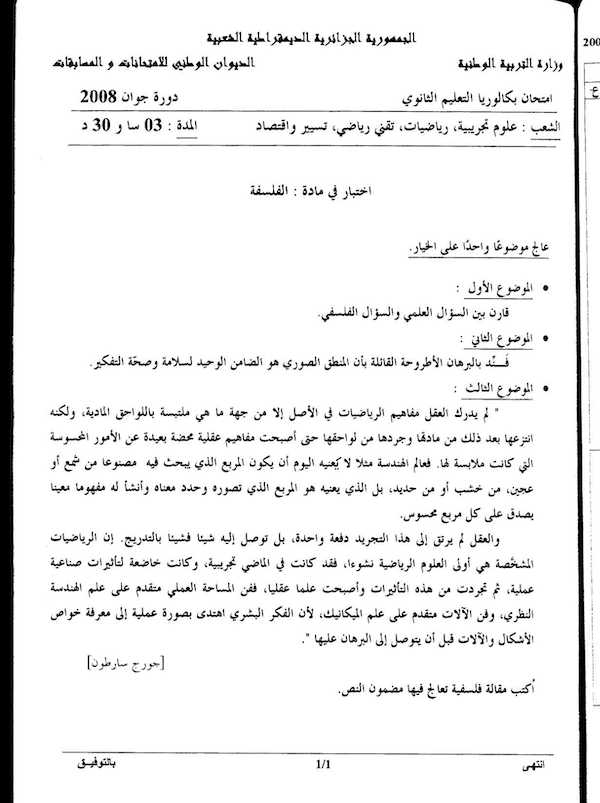 الجمهورية الجزائرية الديمقراطية الشعبية
وزارة التربية الوطنية
الديوان الوطني للامتحانات و المسابقات
امتحان بكالوريا التعليم الثانوي
دورة جوان 2008
الشعب : علوم تجريبية، رياضيات، تقني رياضي، تسيير واقتصاد
المدة : 03 سا و 30 د
اختبار في مادة : الفلسفة
عالج موضوعًا واحدًا على الخيار.
• الموضوع الأول :
قارن بين السؤال العلمي والسؤال الفلسفي.
• الموضوع الثاني :
فَـنِّد بالبرهان الأطروحة القائلة بأن المنطق الصوري هو الضامن الوحيد لسلامة وصحّة التفكير.
• الموضوع الثالث :
" لم يدرك العقل مفاهيم الرياضيات في الأصل إلا من جهة ما هي ملتبسة باللواحق المادية، ولكنه
انتزعها بعد ذلك من مادتها وجردها من لواحقها حتى أصبحت مفاهيم عقلية محضة بعيدة عن الأمور المحسوسة
التي كانت ملابسة لها. فعالم الهندسة مثلا لا يَعنيه اليوم أن يكون المربع الذي يبحث فيه مصنوعا من شمع أو
عجين، من خشب أو من حديد، بل الذي يعنيه هو المربع الذي تصوره وحدد معناه وأنشأ له مفهوما معينا
يصدق على كل مربع محسوس.
والعقل لم يرتق إلى هذا التجريد دفعة واحدة، بل توصل إليه شيئا فشيئا بالتدريج. إن الرياضيات
المشخّصة هي أولى العلوم الرياضية نشوءا، فقد كانت في الماضي تجريبية، وكانت خاضعة لتأثيرات صناعية
عملية، ثم تجردت من هذه التأثيرات وأصبحت علما عقليا، ففن المساحة العملي متقدم على علم الهندسة
النظري، وفن الآلات متقدم على علم الميكانيك، لأن الفكر البشري اهتدى بصورة عملية إلى معرفة خواص
الأشكال والآلات قبل أن يتوصل إلى البرهان عليها ".
[جورج سارطون]
أكتب مقالة فلسفية تعالج فيها مضمون النص.
انتهى
1/1
بالتوفيـق
200
ع